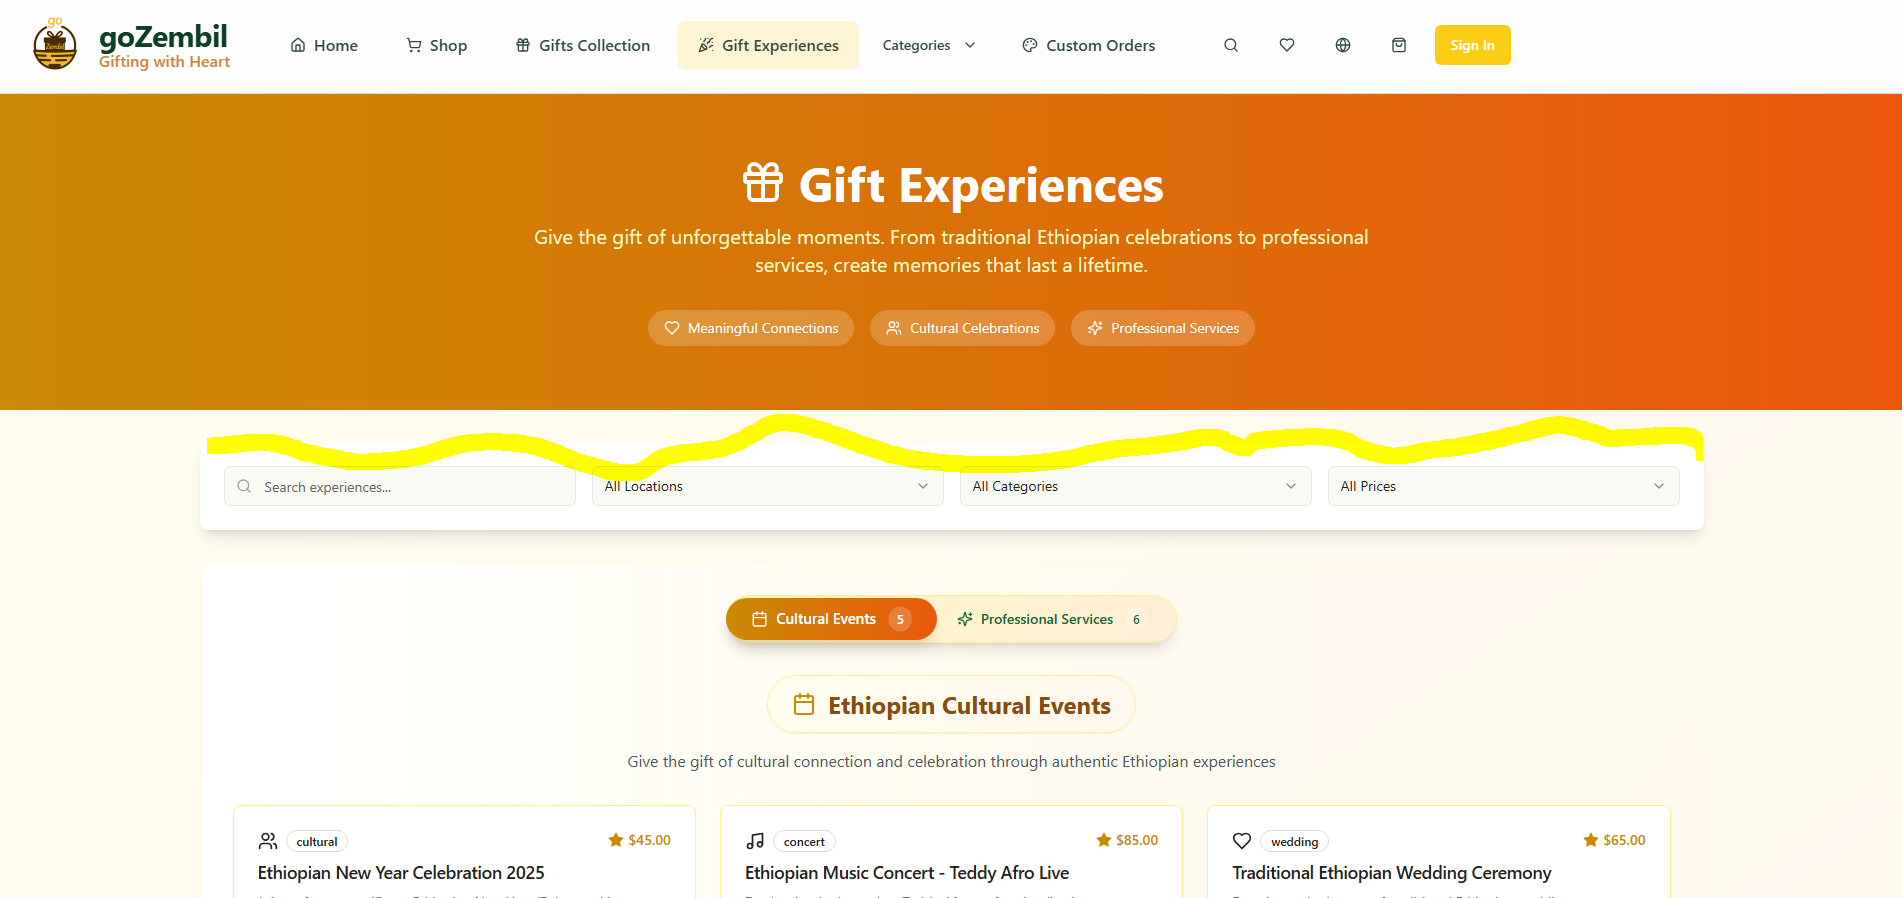 go
Zembil
goZembil
Gifting with Heart
Home
Shop
Gifts Collection
Gift Experiences
Categories
Custom Orders
Sign In
Gift Experiences
Give the gift of unforgettable moments. From traditional Ethiopian celebrations to professional
services, create memories that last a lifetime.
Meaningful Connections
Cultural Celebrations
Professional Services
Search experiences...
All Locations
All Categories
All Prices
Cultural Events 5
Professional Services 6
Ethiopian Cultural Events
Give the gift of cultural connection and celebration through authentic Ethiopian experiences
cultural
$45.00
Ethiopian New Year Celebration 2025
concert
$85.00
Ethiopian Music Concert - Teddy Afro Live
wedding
$65.00
Traditional Ethiopian Wedding Ceremony